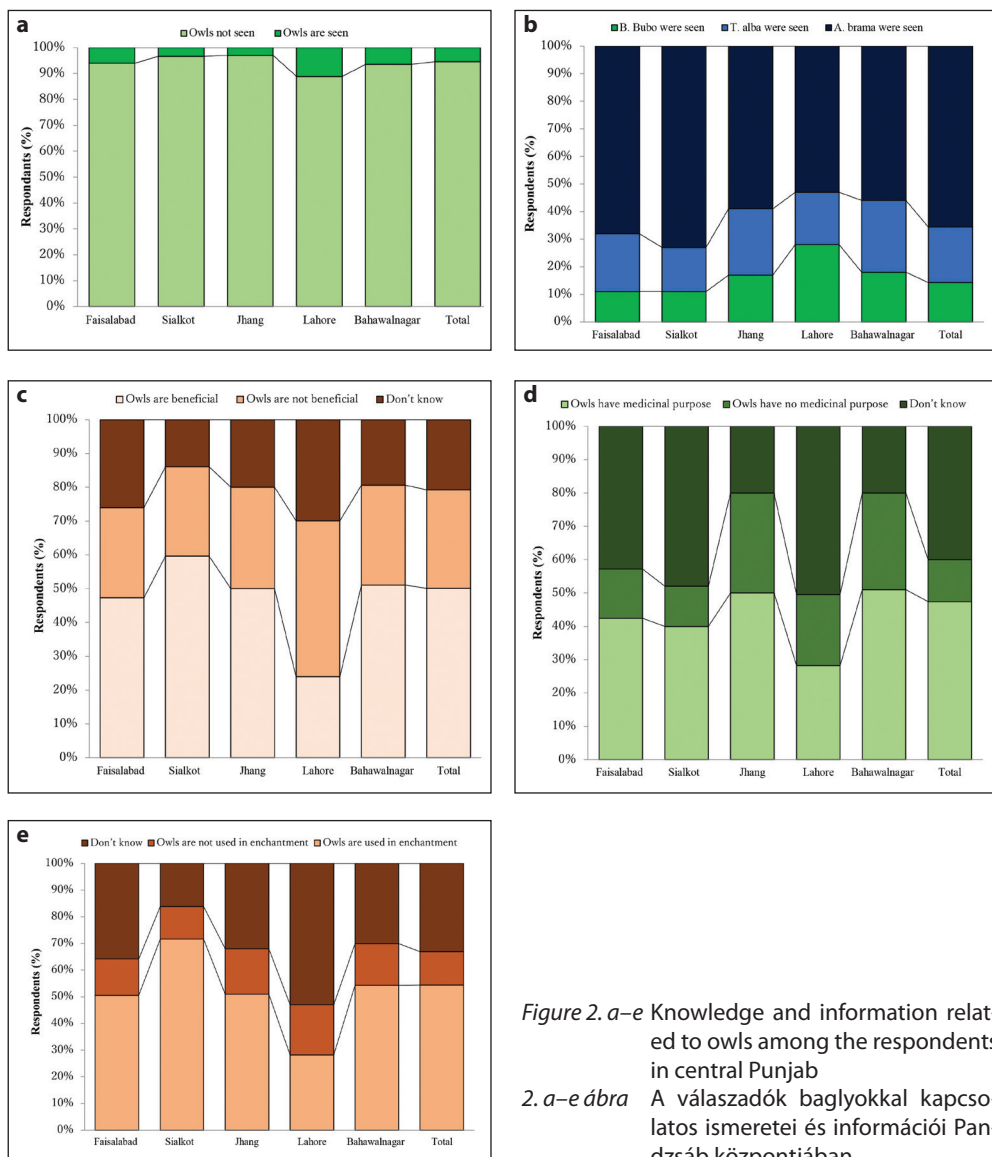 a
Owls not seen Owls are seen
100%
90%
80%
70%
60%
50%
40%
30%
20%
10%
0%
Respondants (%)
Faisalabad Sialkot Jhang Lahore Bahawalnagar Total
b
B. Bubo were seen T. alba were seen A. brama were seen
100%
90%
80%
70%
60%
50%
40%
30%
20%
10%
0%
Respondents (%)
Faisalabad Sialkot Jhang Lahore Bahawalnagar Total
c
Owls are beneficial Owls are not beneficial Don't know
100%
90%
80%
70%
60%
50%
40%
30%
20%
10%
0%
Respondents (%)
Faisalabad Sialkot Jhang Lahore Bahawalnagar Total
d
Owls have medicinal purpose Owls have no medicinal purpose Don't know
100%
90%
80%
70%
60%
50%
40%
30%
20%
10%
0%
Respondents (%)
Faisalabad Sialkot Jhang Lahore Bahawalnagar Total
e
Don't know Owls are not used in enchantment Owls are used in enchantment
100%
90%
80%
70%
60%
50%
40%
30%
20%
10%
0%
Respondents (%)
Faisalabad Sialkot Jhang Lahore Bahawalnagar Total
Figure 2. a–e Knowledge and information relat-
ed to owls among the respondents
in central Punjab
2. a–e ábra A válaszadók baglyokkal kapcso-
latos ismeretei és információi Pan-
dzsáb központjában